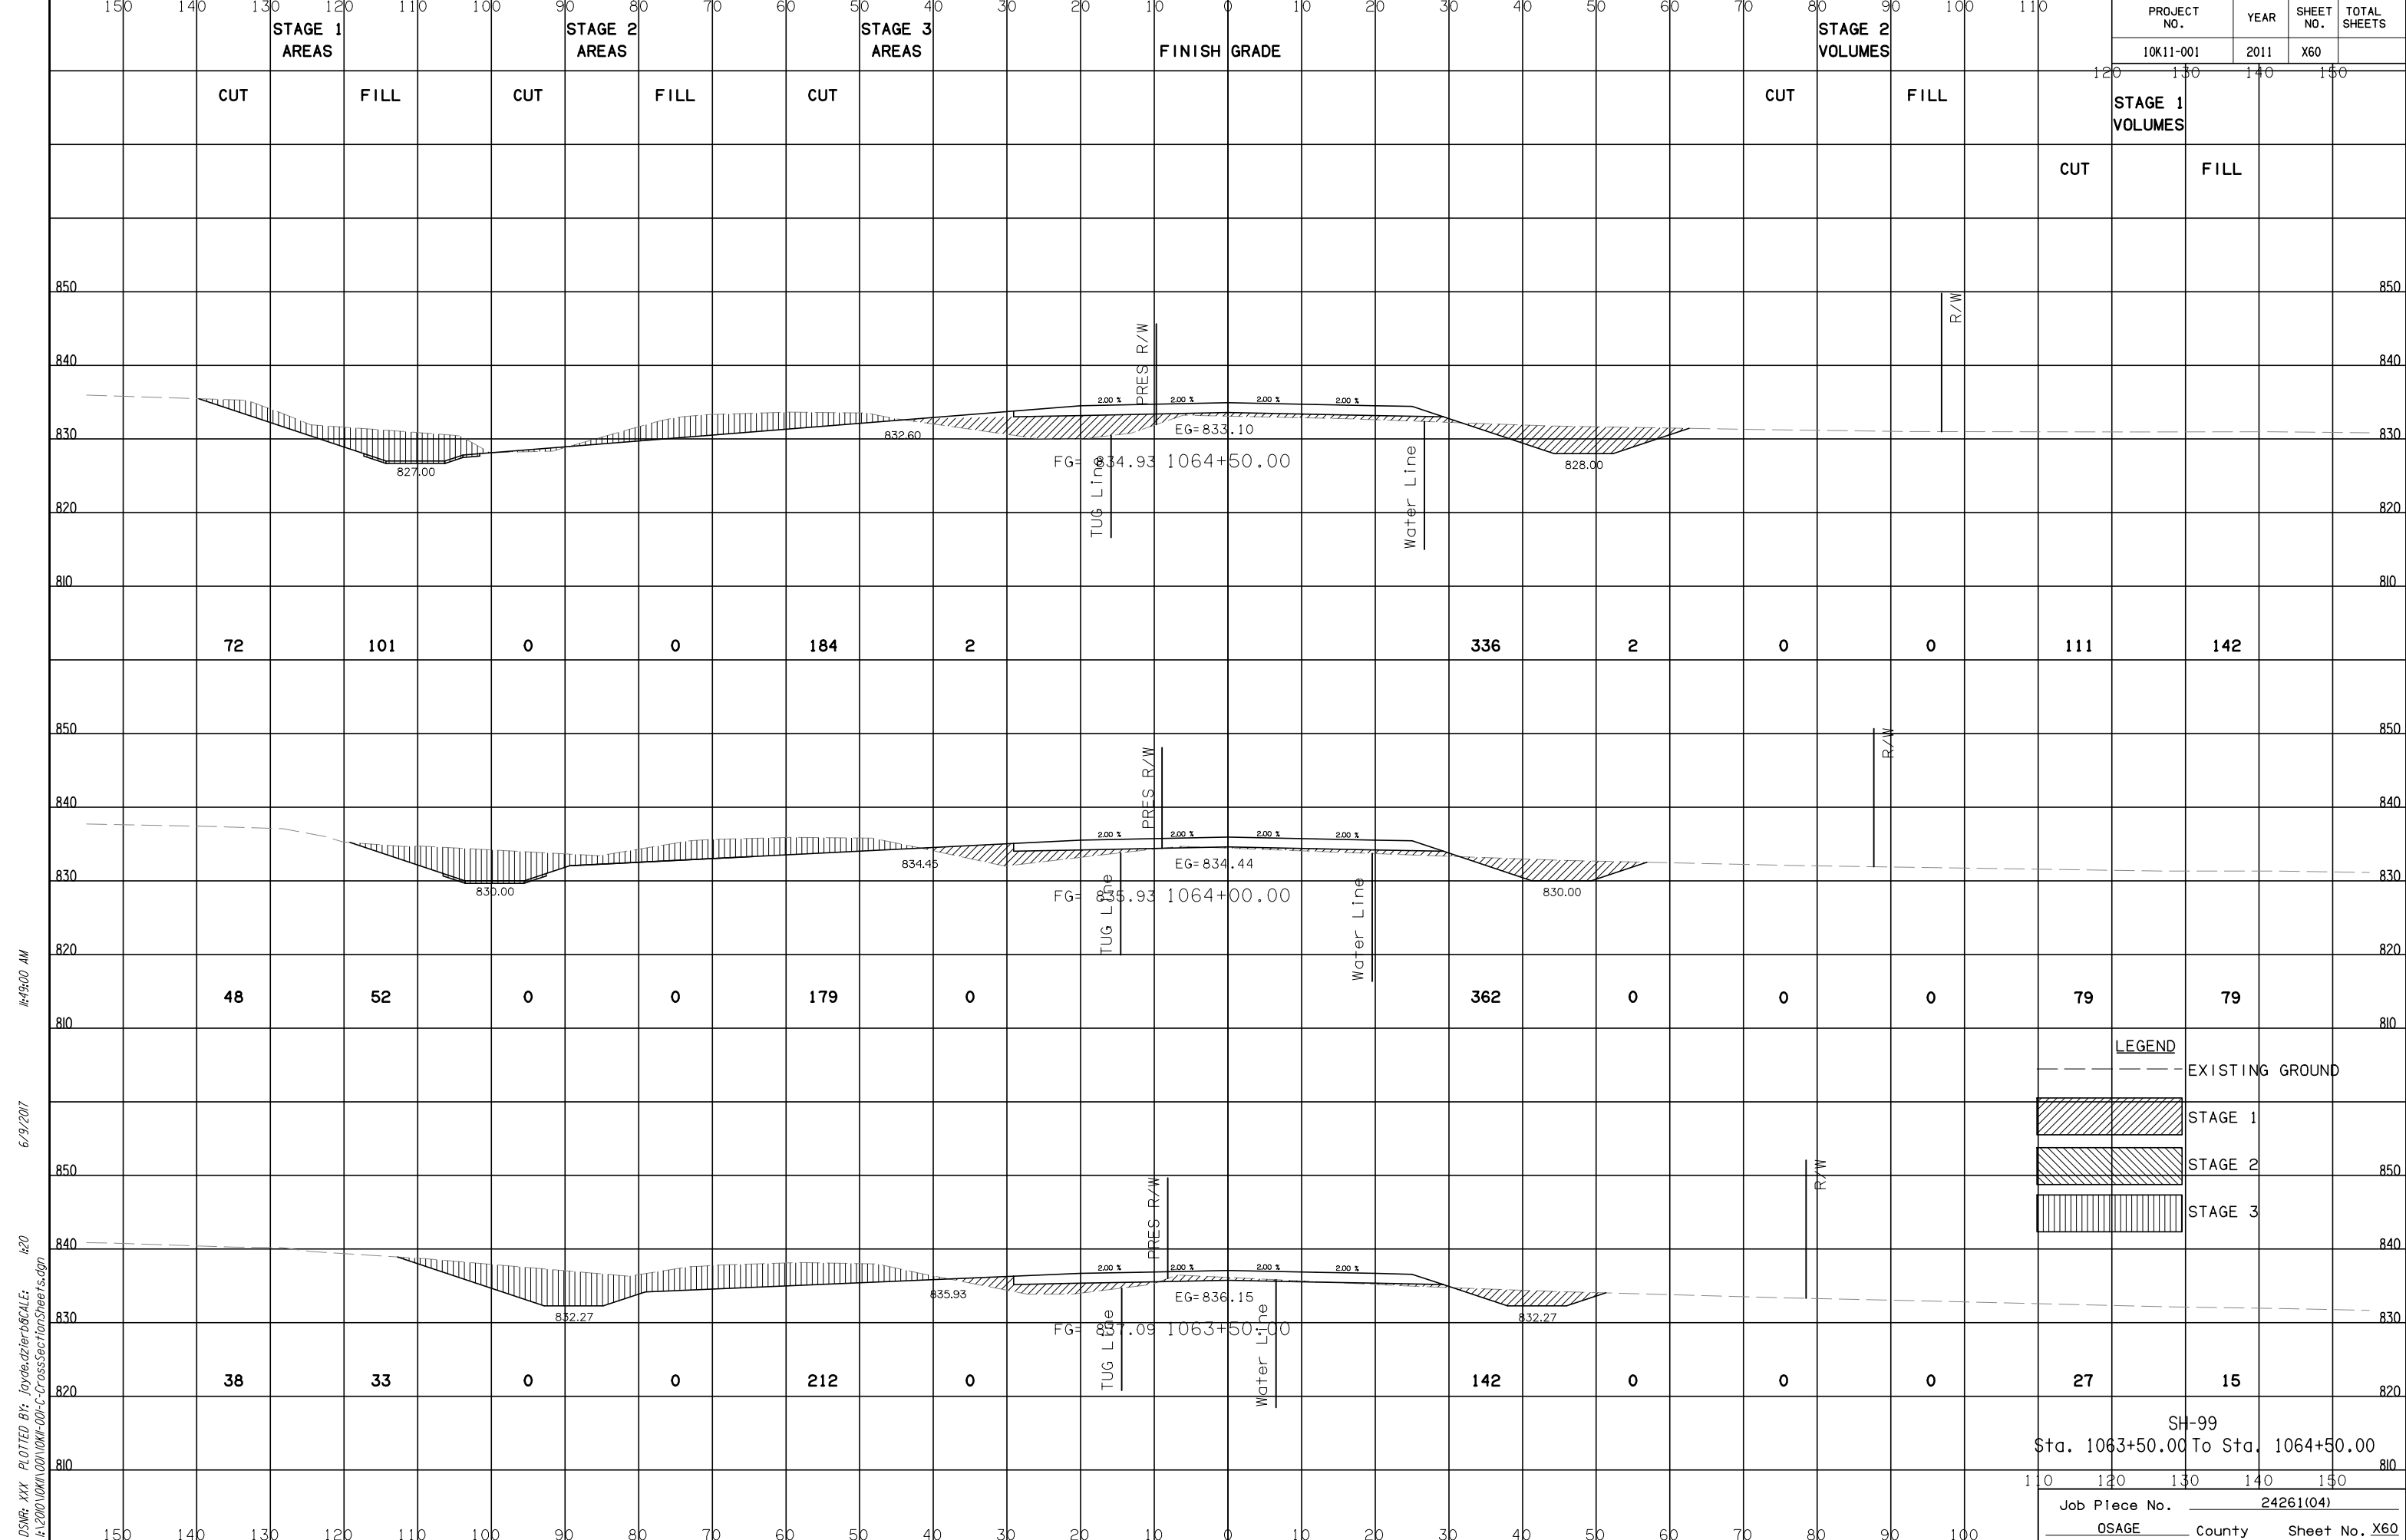 150 140 130 120 110 100 90 80 70 60 50 40 30 20 10 0 10 20 30 40 50 60 70 80 90 100 110
PROJECT NO. YEAR SHEET NO. TOTAL SHEETS
10K11-001 2011 X60
120 130 140 150
STAGE 1 AREAS
STAGE 2 AREAS
STAGE 3 AREAS
FINISH GRADE
STAGE 2 VOLUMES
CUT FILL CUT FILL CUT CUT FILL
STAGE 1 VOLUMES
CUT FILL
850 850
R/W
PRES R/W
840 840
2.00 % 2.00 % 2.00 % 2.00 %
830 830
832.60
EG=833.10
FG= 834.93 1064+50.00
827.00
828.00
TUG Line
Water Line
820 820
810 810
72 101 0 0 184 2 336 2 0 0 111 142
850 850
R/W
PRES R/W
840 840
2.00 % 2.00 % 2.00 % 2.00 %
834.45
EG=834.44
830 830
830.00
FG= 835.93 1064+00.00
830.00
TUG Line
Water Line
820 820
48 52 0 0 179 0 362 0 0 0 79 79
810 810
LEGEND
EXISTING GROUND
STAGE 1
STAGE 2
STAGE 3
850 850
R/W
PRES R/W
840 840
2.00 % 2.00 % 2.00 % 2.00 %
835.93
EG=836.15
832.27
832.27
830 830
FG= 837.09 1063+50.00
TUG Line
Water Line
38 33 0 0 212 0 142 0 0 0 27 15
820 820
SH-99
Sta. 1063+50.00 To Sta. 1064+50.00
810 810
110 120 130 140 150
Job Piece No. 24261(04)
OSAGE County Sheet No. X60
150 140 130 120 110 100 90 80 70 60 50 40 30 20 10 0 10 20 30 40 50 60 70 80 90 100
DSNR: XXX PLOTTED BY: jayde.dzierb SCALE: 1:20 6/9/2017 11:49:00 AM